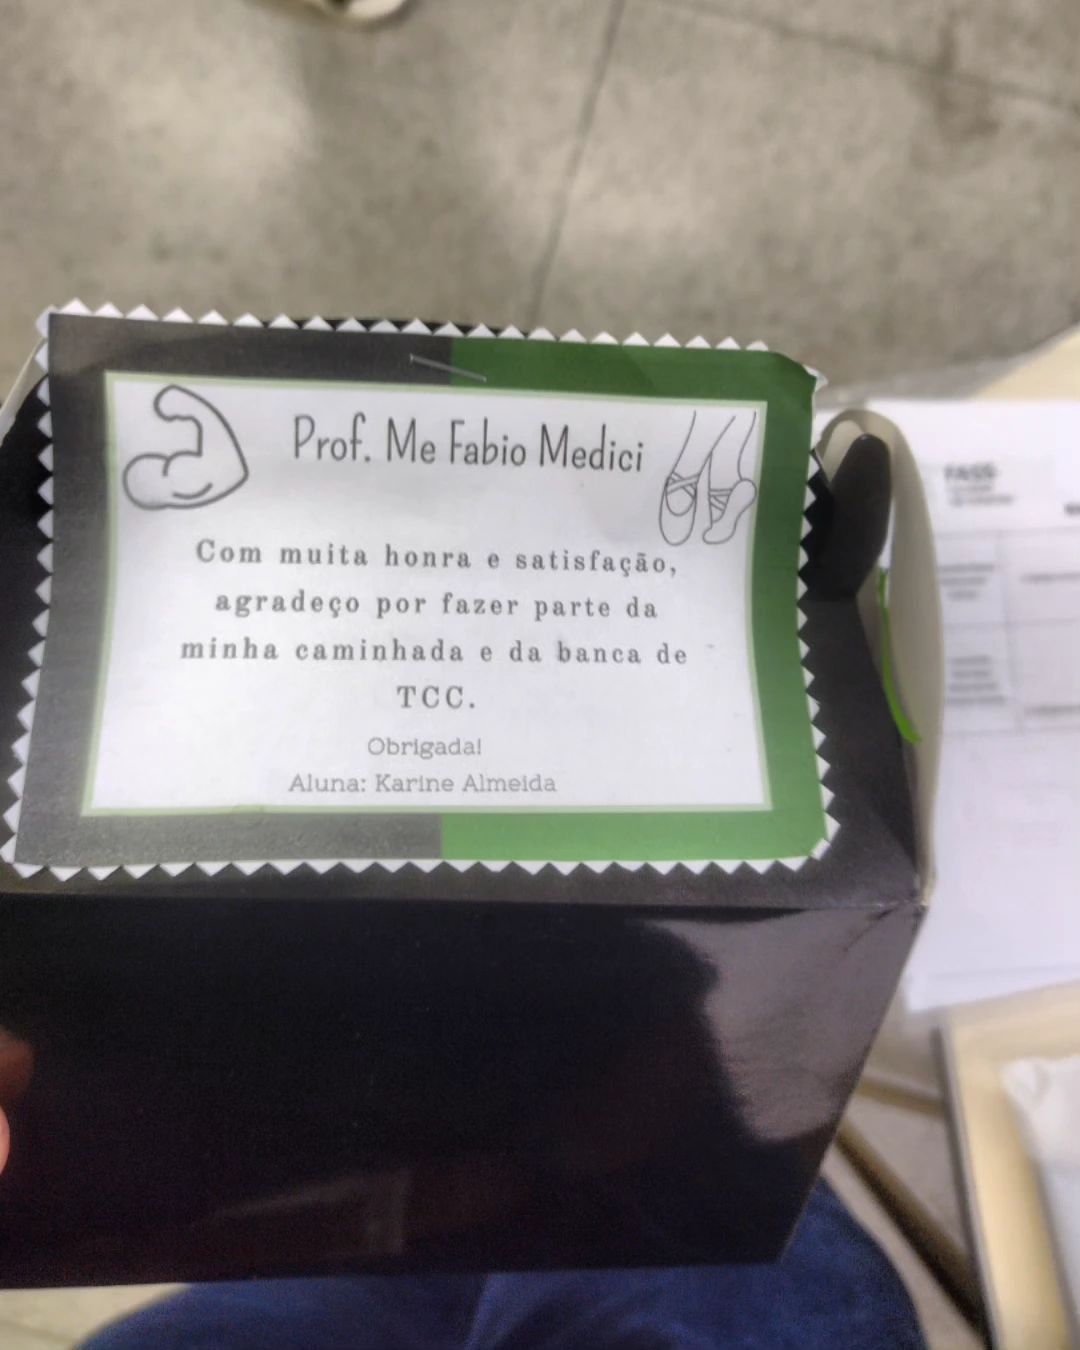 Prof. Me Fabio Medici
Com muita honra e satisfação,
agradeço por fazer parte da
minha caminhada e da banca de
TCC.
Obrigada!
Aluna: Karine Almeida